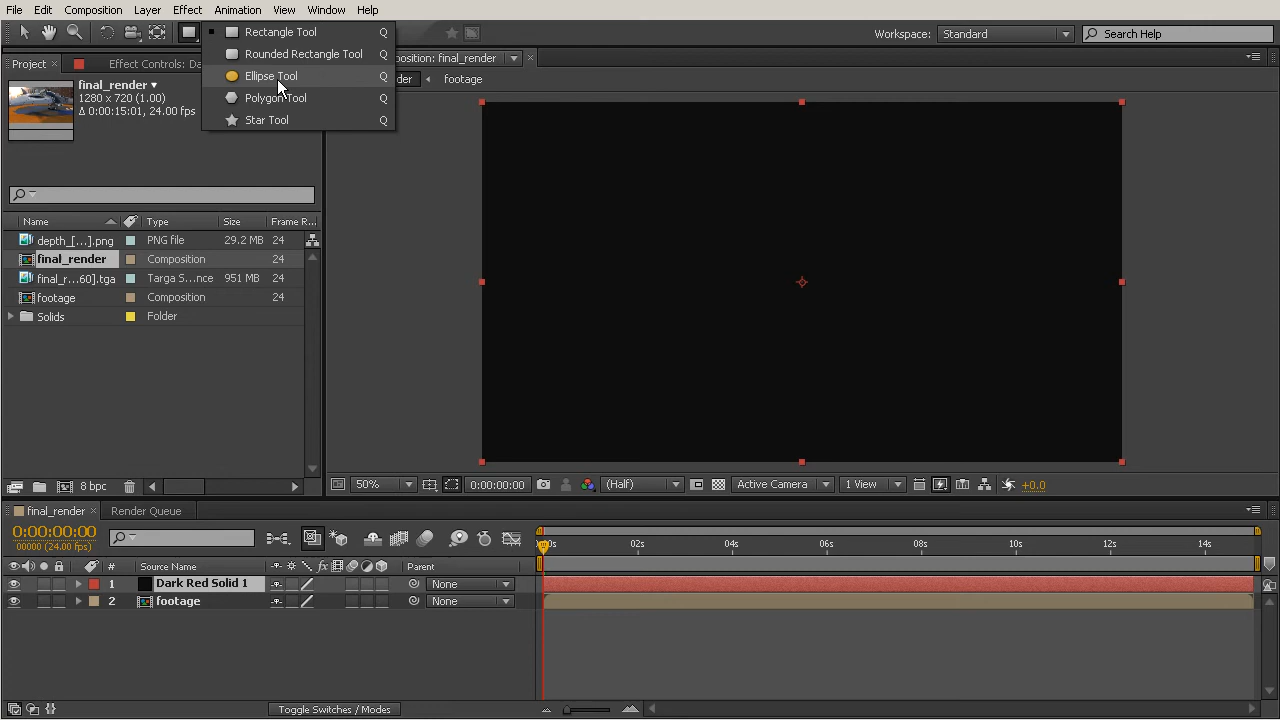 File Edit Composition Layer Effect Animation View Window Help
Workspace: Standard Search Help
Rectangle Tool Q
Rounded Rectangle Tool Q
Ellipse Tool Q
Polygon Tool Q
Star Tool Q
Project Effect Controls: Da
position: final_render
der footage
final_render
1280 x 720 (1.00)
Δ 0:00:15:01, 24.00 fps
Name Type Size Frame R...
depth_[...].png PNG file 29.2 MB 24
final_render Composition 24
final_r...60].tga Targa S...nce 951 MB 24
footage Composition 24
Solids Folder
8 bpc
50% 0:00:00:00 (Half) Active Camera 1 View +0.0
final_render Render Queue
0:00:00:00
00000 (24.00 fps)
# Source Name fx Parent
1 Dark Red Solid 1 None
2 footage None
00s 02s 04s 06s 08s 10s 12s 14s
Toggle Switches / Modes